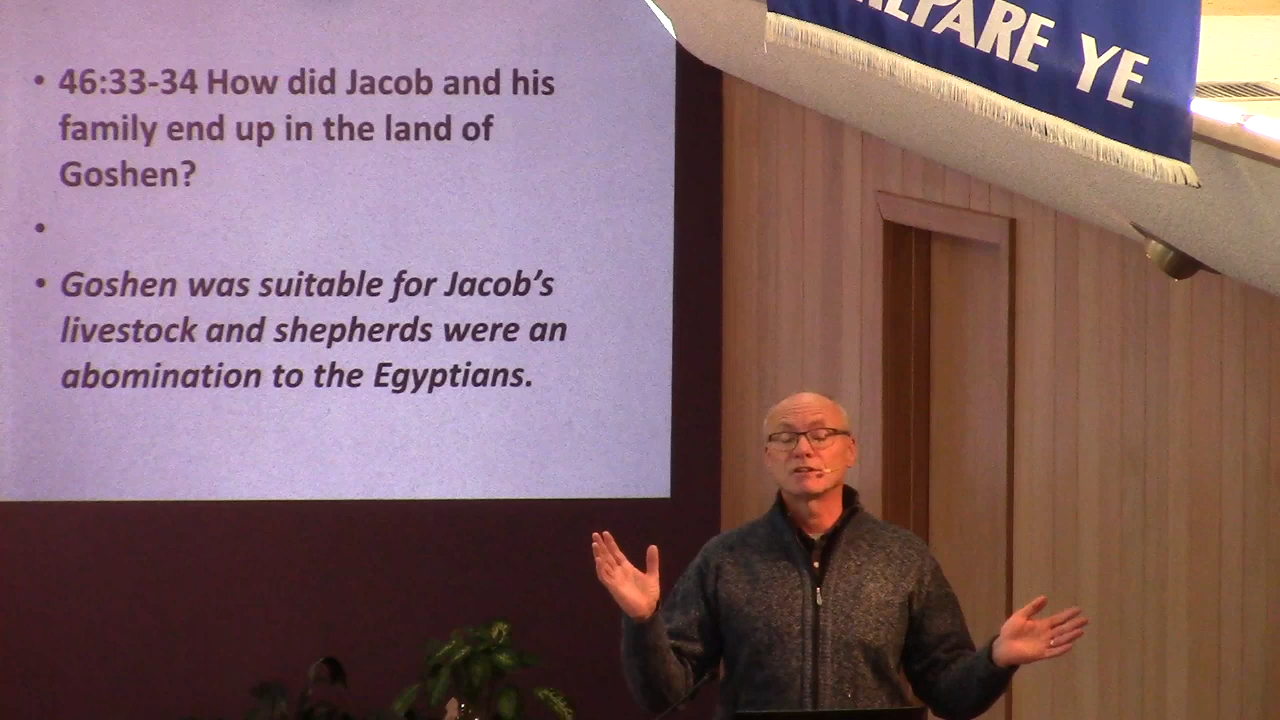 • 46:33-34 How did Jacob and his
family end up in the land of
Goshen?
•
• Goshen was suitable for Jacob’s
livestock and shepherds were an
abomination to the Egyptians.
YE